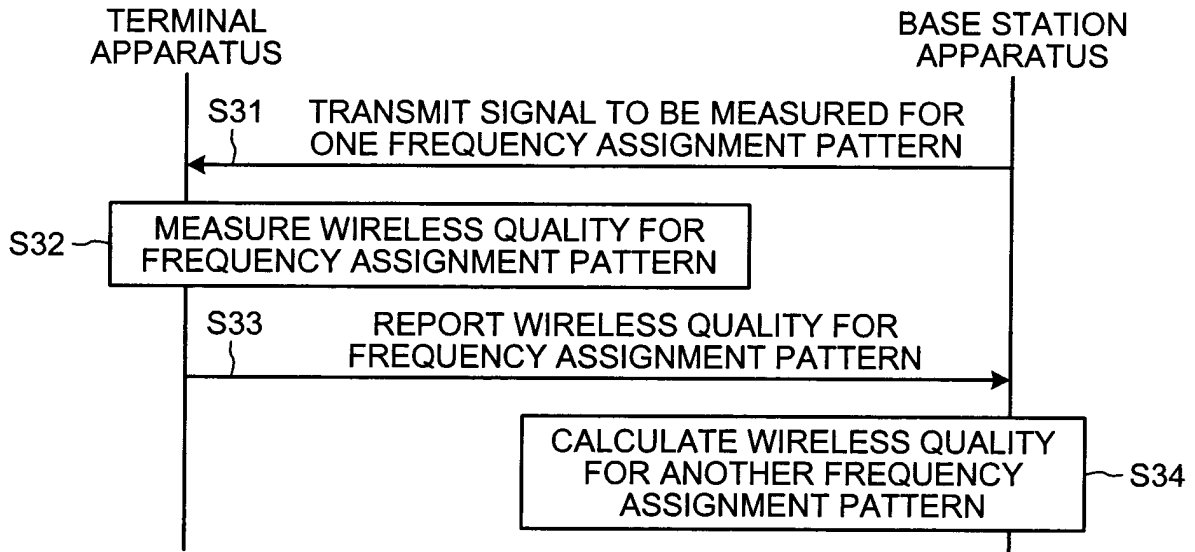 TERMINAL
APPARATUS
BASE STATION
APPARATUS
S31
TRANSMIT SIGNAL TO BE MEASURED FOR
ONE FREQUENCY ASSIGNMENT PATTERN
S32
MEASURE WIRELESS QUALITY FOR
FREQUENCY ASSIGNMENT PATTERN
S33
REPORT WIRELESS QUALITY FOR
FREQUENCY ASSIGNMENT PATTERN
CALCULATE WIRELESS QUALITY
FOR ANOTHER FREQUENCY
ASSIGNMENT PATTERN
S34